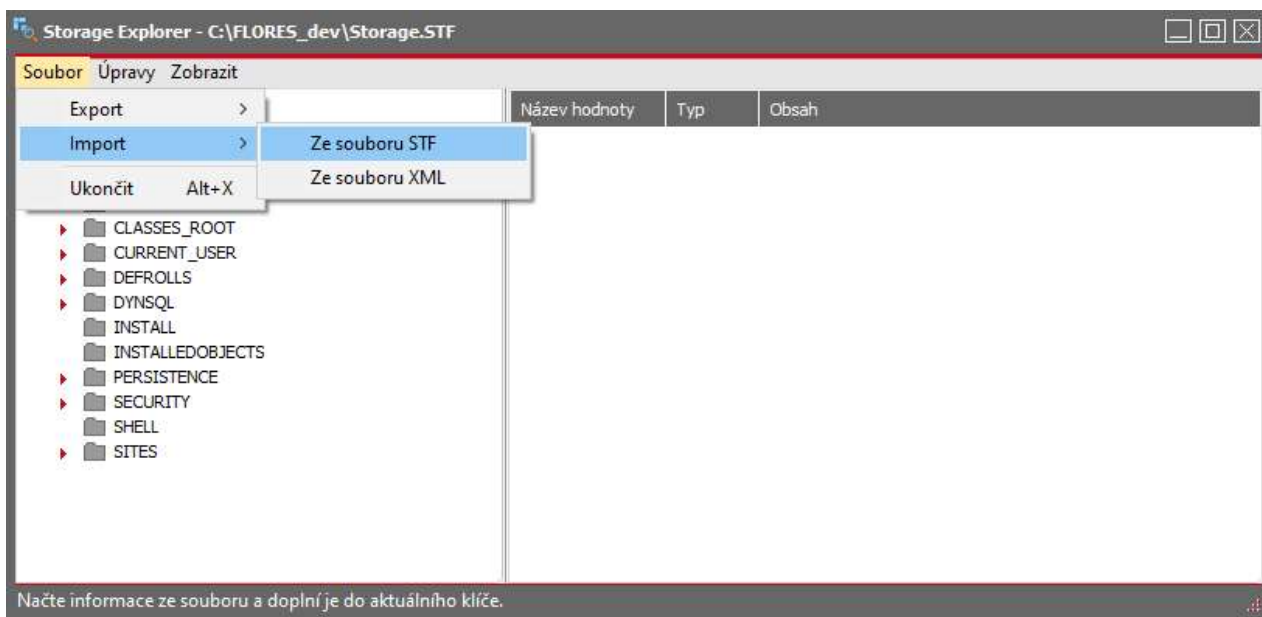 Storage Explorer - C:\FLORES_dev\Storage.STF
Soubor Úpravy Zobrazit
Export
Import
Ukončit Alt+X
Ze souboru STF
Ze souboru XML
Název hodnoty Typ Obsah
CLASSES_ROOT
CURRENT_USER
DEFROLLS
DYNSQL
INSTALL
INSTALLEDOBJECTS
PERSISTENCE
SECURITY
SHELL
SITES
Načte informace ze souboru a doplní je do aktuálního klíče.